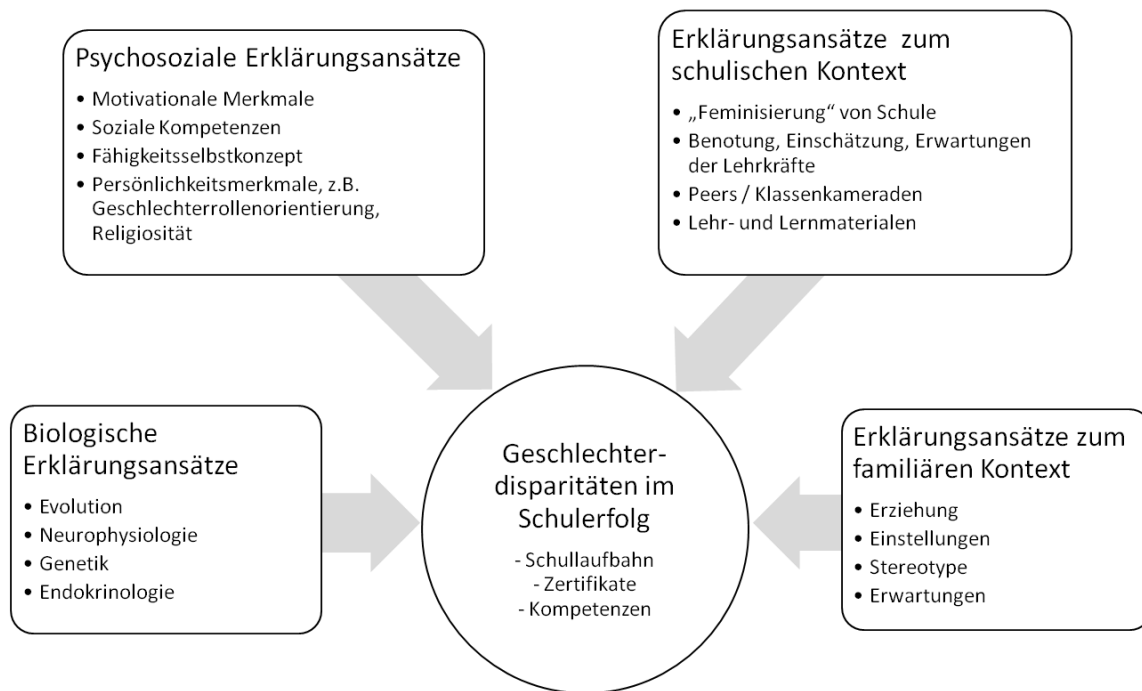 Psychosoziale Erklärungsansätze
• Motivationale Merkmale
• Soziale Kompetenzen
• Fähigkeitsselbstkonzept
• Persönlichkeitsmerkmale, z.B.
Geschlechterrollenorientierung,
Religiosität
Erklärungsansätze zum
schulischen Kontext
• „Feminisierung“ von Schule
• Benotung, Einschätzung, Erwartungen
der Lehrkräfte
• Peers / Klassenkameraden
• Lehr- und Lernmaterialen
Biologische
Erklärungsansätze
• Evolution
• Neurophysiologie
• Genetik
• Endokrinologie
Geschlechter-
disparitäten im
Schulerfolg
- Schullaufbahn
- Zertifikate
- Kompetenzen
Erklärungsansätze zum
familiären Kontext
• Erziehung
• Einstellungen
• Stereotype
• Erwartungen